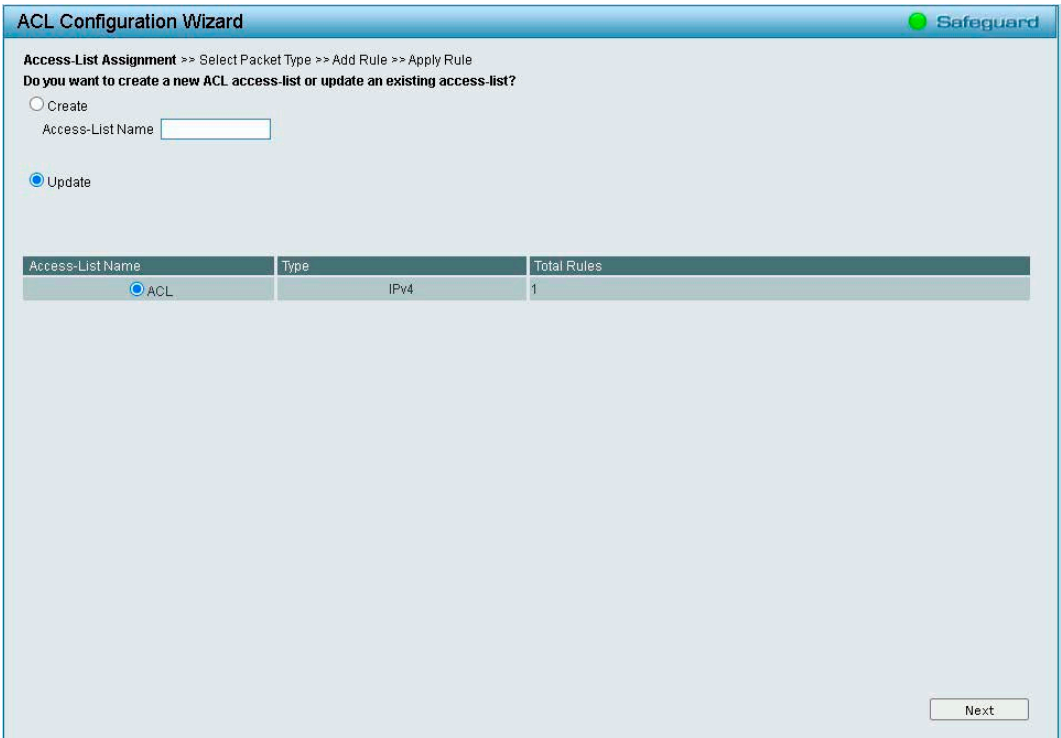 ACL Configuration Wizard Safeguard
Access-List Assignment >> Select Packet Type >> Add Rule >> Apply Rule
Do you want to create a new ACL access-list or update an existing access-list?
Create
Access-List Name
Update
Access-List Name Type Total Rules
ACL IPv4 1
Next